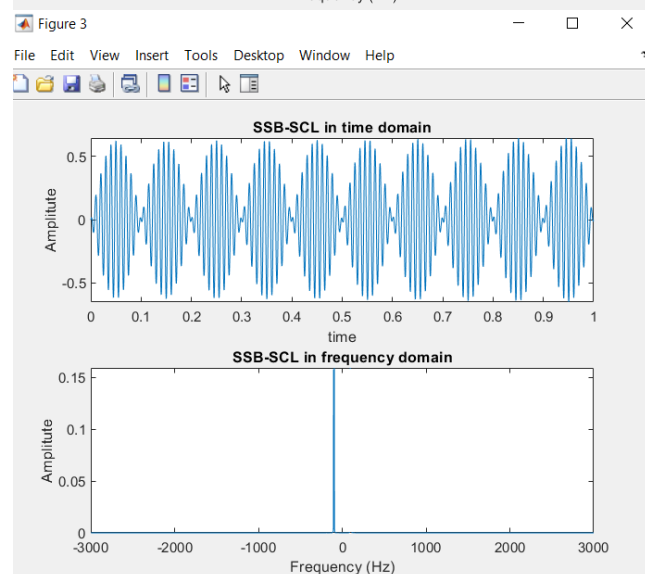 Figure 3
File Edit View Insert Tools Desktop Window Help
SSB-SCL in time domain
0.5
0
-0.5
Amplitute
0 0.1 0.2 0.3 0.4 0.5 0.6 0.7 0.8 0.9 1
time
SSB-SCL in frequency domain
0.15
0.1
0.05
0
Amplitute
-3000 -2000 -1000 0 1000 2000 3000
Frequency (Hz)